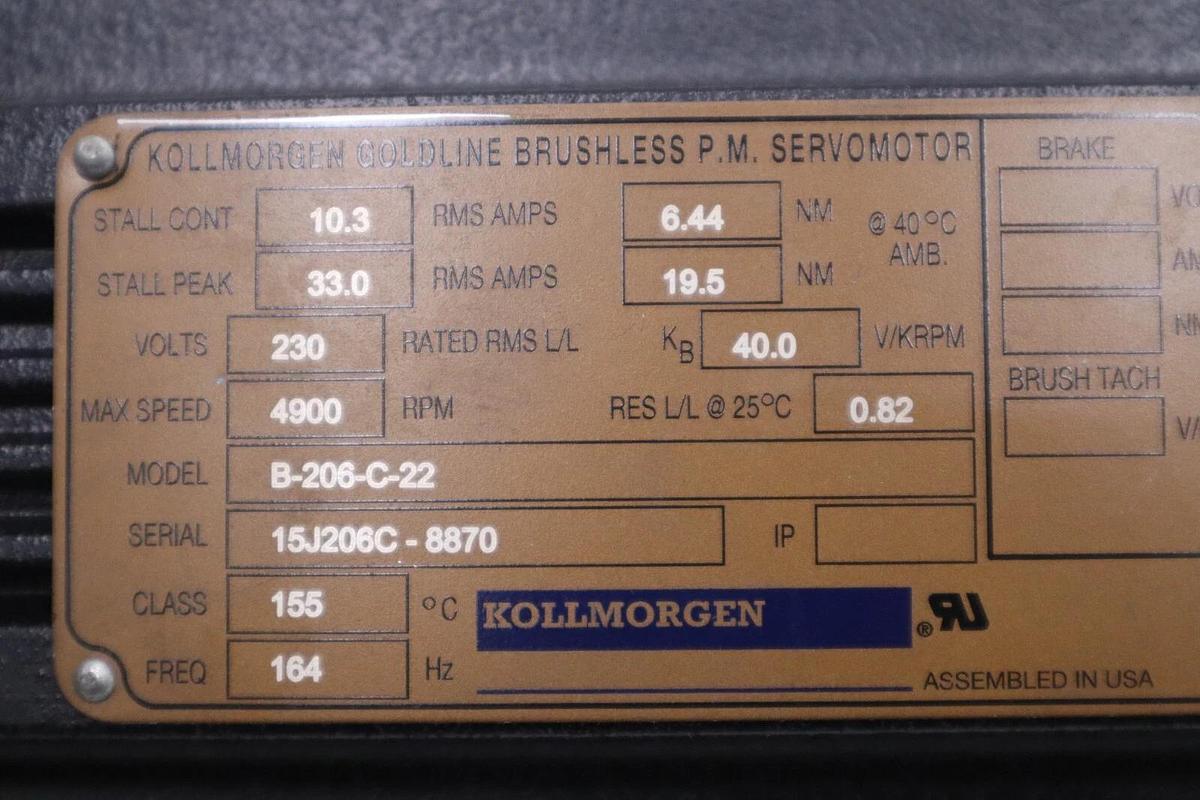 KOLLMORGEN GOLDLINE BRUSHLESS P.M. SERVOMOTOR
STALL CONT 10.3 RMS AMPS 6.44 NM @ 40°C AMB.
STALL PEAK 33.0 RMS AMPS 19.5 NM
VOLTS 230 RATED RMS L/L KB 40.0 V/KRPM
MAX SPEED 4900 RPM RES L/L @ 25°C 0.82
MODEL B-206-C-22
SERIAL 15J206C - 8870 IP
CLASS 155 °C
FREQ 164 Hz
KOLLMORGEN ® RU
ASSEMBLED IN USA
BRAKE
BRUSH TACH